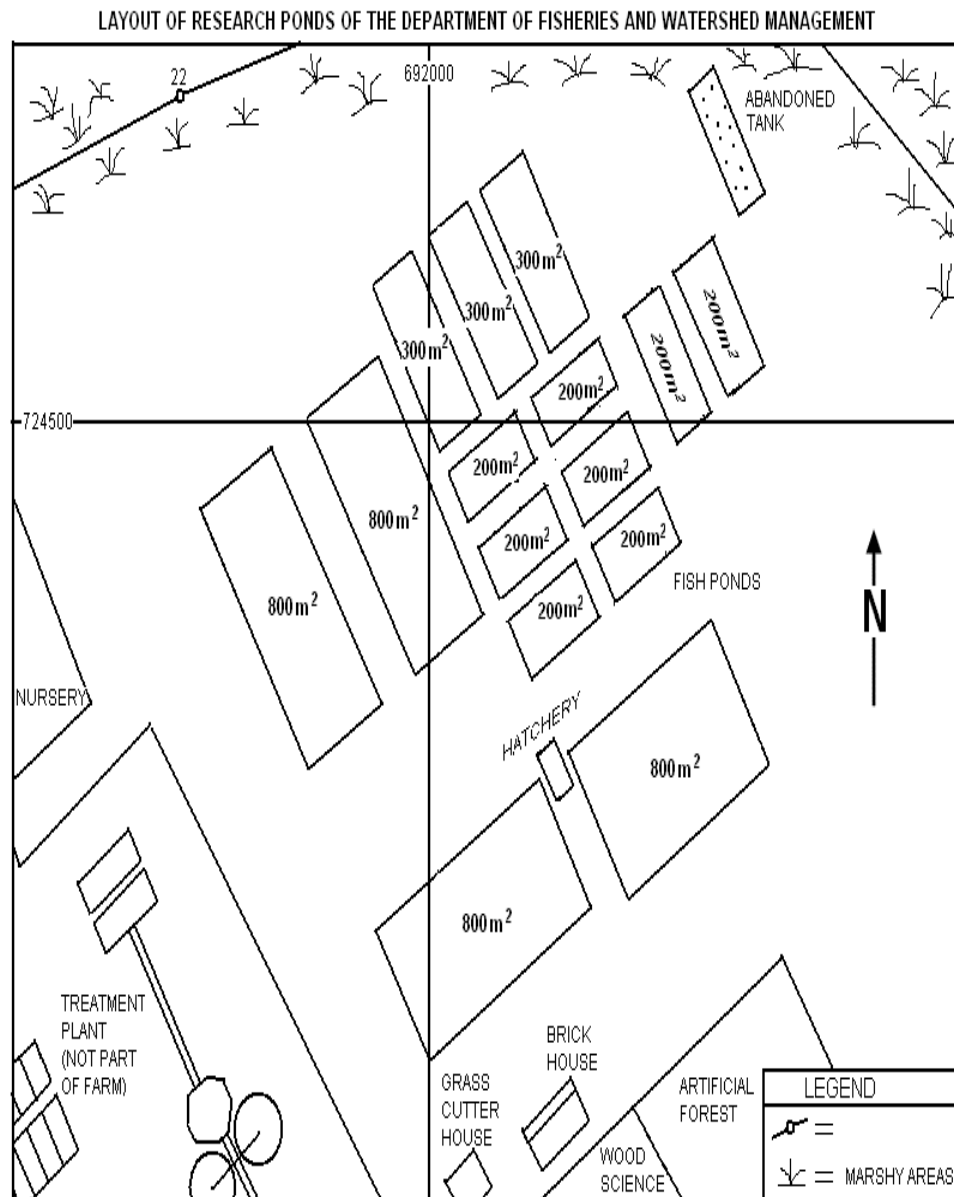 LAYOUT OF RESEARCH PONDS OF THE DEPARTMENT OF FISHERIES AND WATERSHED MANAGEMENT
22
692000
ABANDONED
TANK
300m²
300m²
300m²
200m²
200m²
724500
200m²
200m²
200m²
800m²
200m²
200m²
800m²
200m²
FISH PONDS
N
NURSERY
HATCHERY
800m²
800m²
TREATMENT
PLANT
(NOT PART
OF FARM)
BRICK
HOUSE
GRASS
CUTTER
HOUSE
ARTIFICIAL
FOREST
WOOD
SCIENCE
LEGEND
=
= MARSHY AREAS